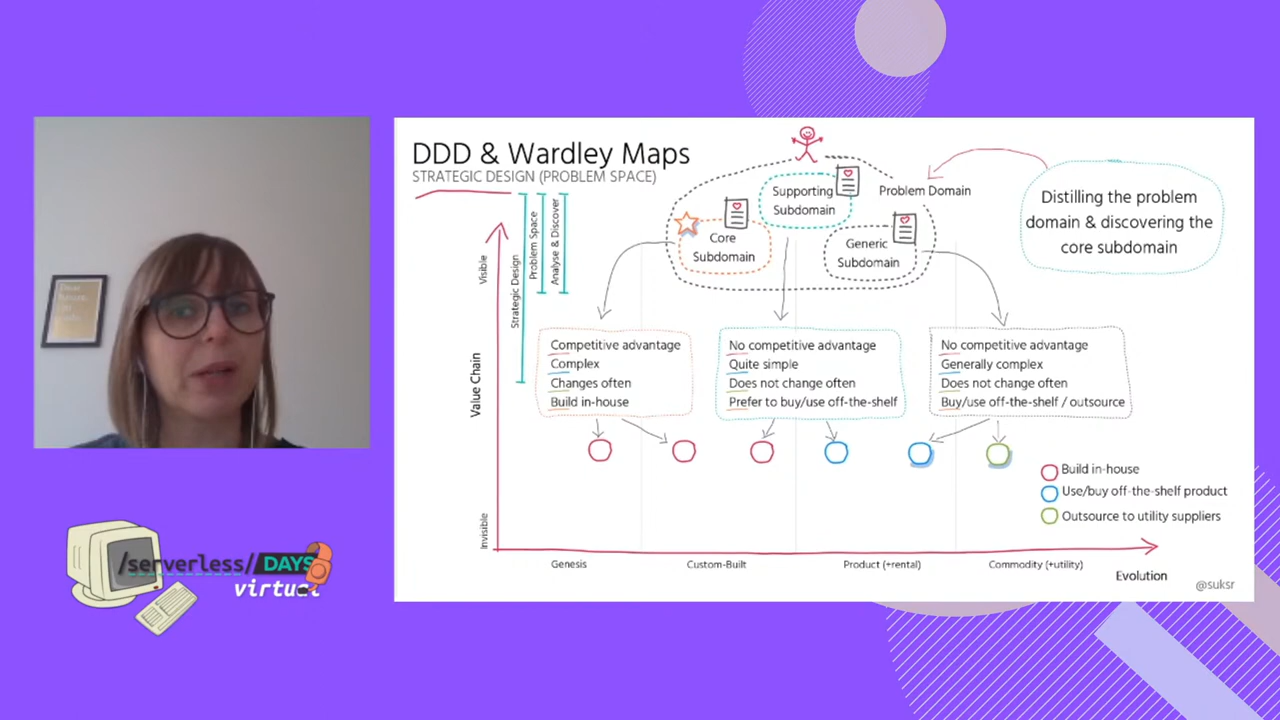 DDD & Wardley Maps
STRATEGIC DESIGN (PROBLEM SPACE)
Strategic Design
Problem Space
Analyse & Discover
Core
Subdomain
Supporting
Subdomain
Generic
Subdomain
Problem Domain
Distilling the problem
domain & discovering the
core subdomain
Visible
Value Chain
Invisible
Competitive advantage
Complex
Changes often
Build in-house
No competitive advantage
Quite simple
Does not change often
Prefer to buy/use off-the-shelf
No competitive advantage
Generally complex
Does not change often
Buy/use off-the-shelf / outsource
Build in-house
Use/buy off-the-shelf product
Outsource to utility suppliers
Genesis
Custom-Built
Product (+rental)
Commodity (+utility)
Evolution
@suksr
/serverless/DAYS
virtual